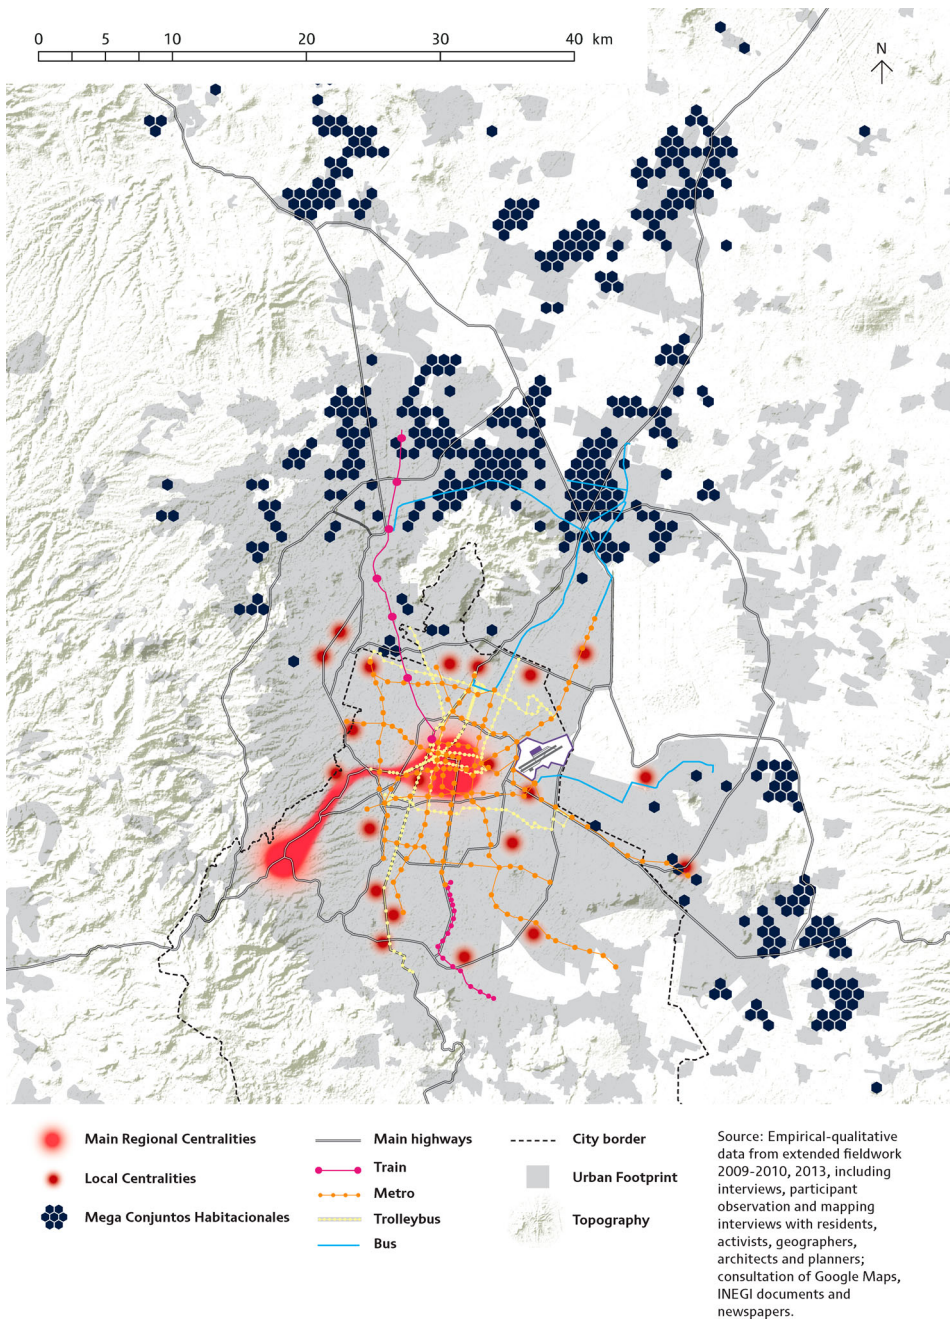 0 5 10 20 30 40 km
N
Main Regional Centralities
Local Centralities
Mega Conjuntos Habitacionales
Main highways
Train
Metro
Trolleybus
Bus
City border
Urban Footprint
Topography
Source: Empirical-qualitative
data from extended fieldwork
2009-2010, 2013, including
interviews, participant
observation and mapping
interviews with residents,
activists, geographers,
architects and planners;
consultation of Google Maps,
INEGI documents and
newspapers.